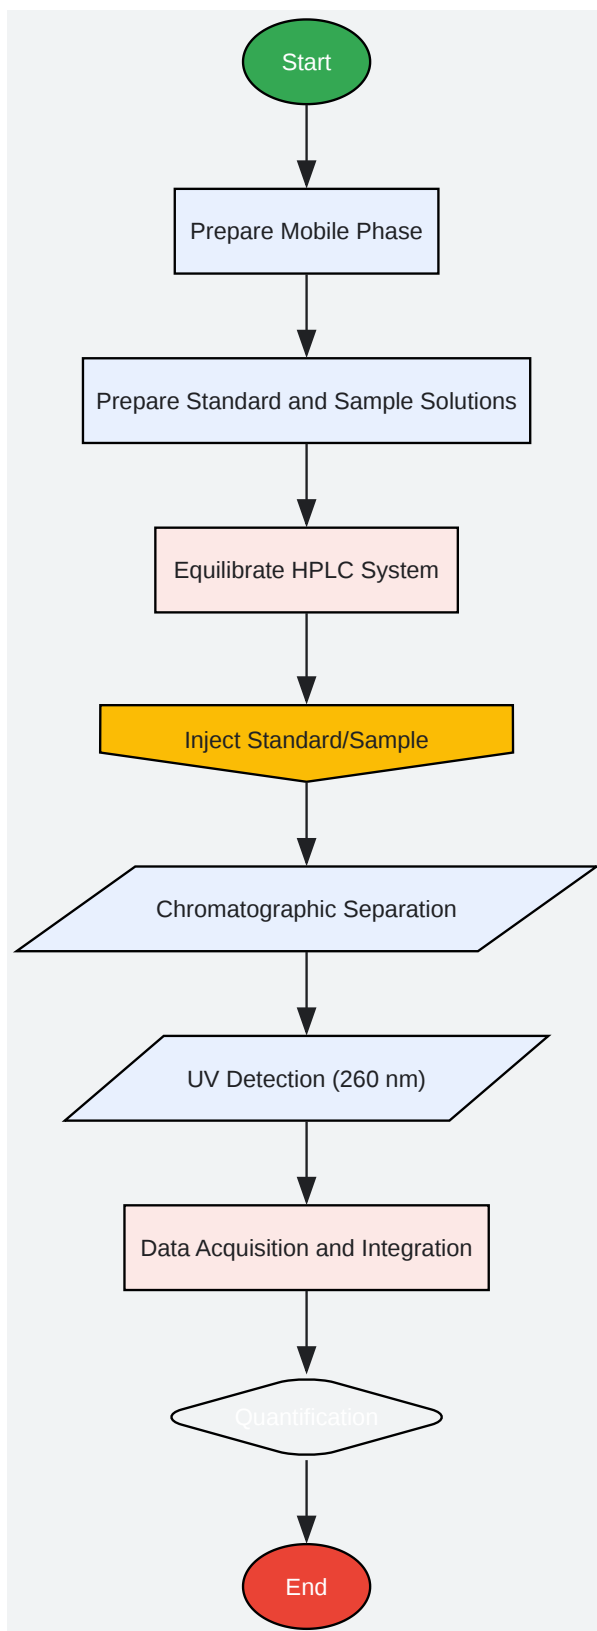 Start
Prepare Mobile Phase
Prepare Standard and Sample Solutions
Equilibrate HPLC System
Inject Standard/Sample
Chromatographic Separation
UV Detection (260 nm)
Data Acquisition and Integration
Quantification
End